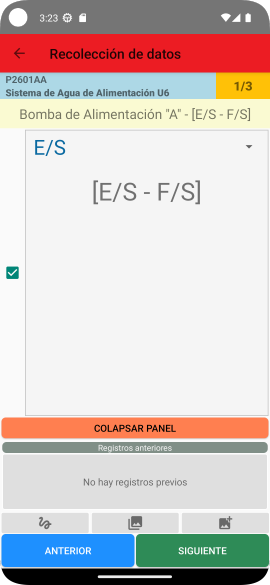 3:23
Recolección de datos
P2601AA
Sistema de Agua de Alimentación U6
1/3
Bomba de Alimentación "A" - [E/S - F/S]
E/S
[E/S - F/S]
COLAPSAR PANEL
Registros anteriores
No hay registros previos
ANTERIOR
SIGUIENTE